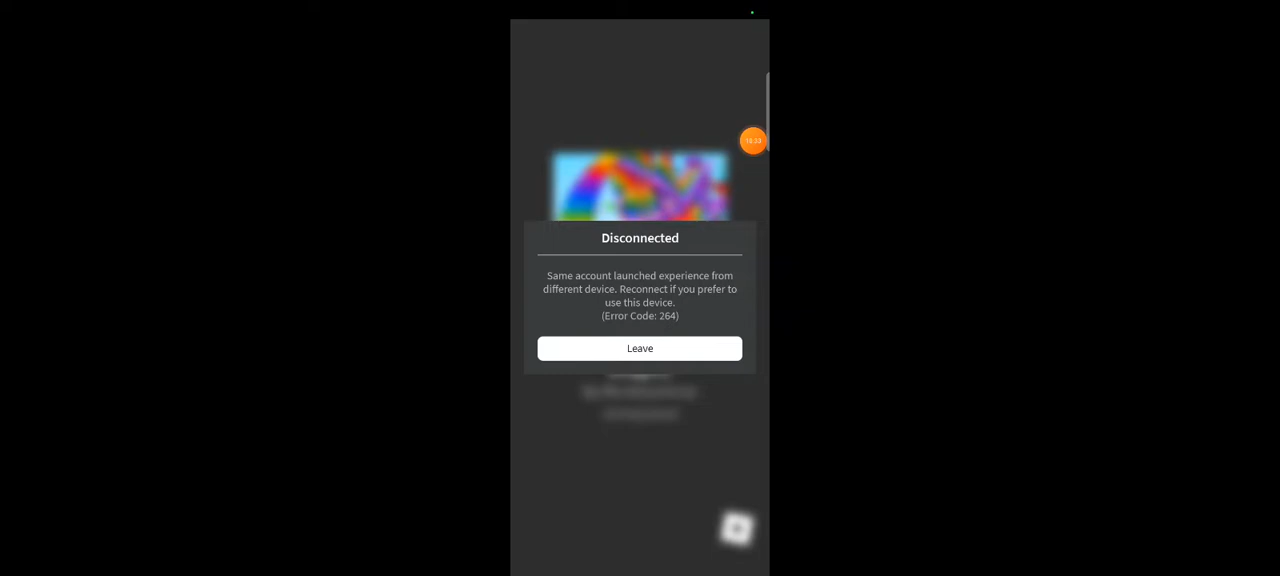 Disconnected
Same account launched experience from
different device. Reconnect if you prefer to
use this device.
(Error Code: 264)
Leave